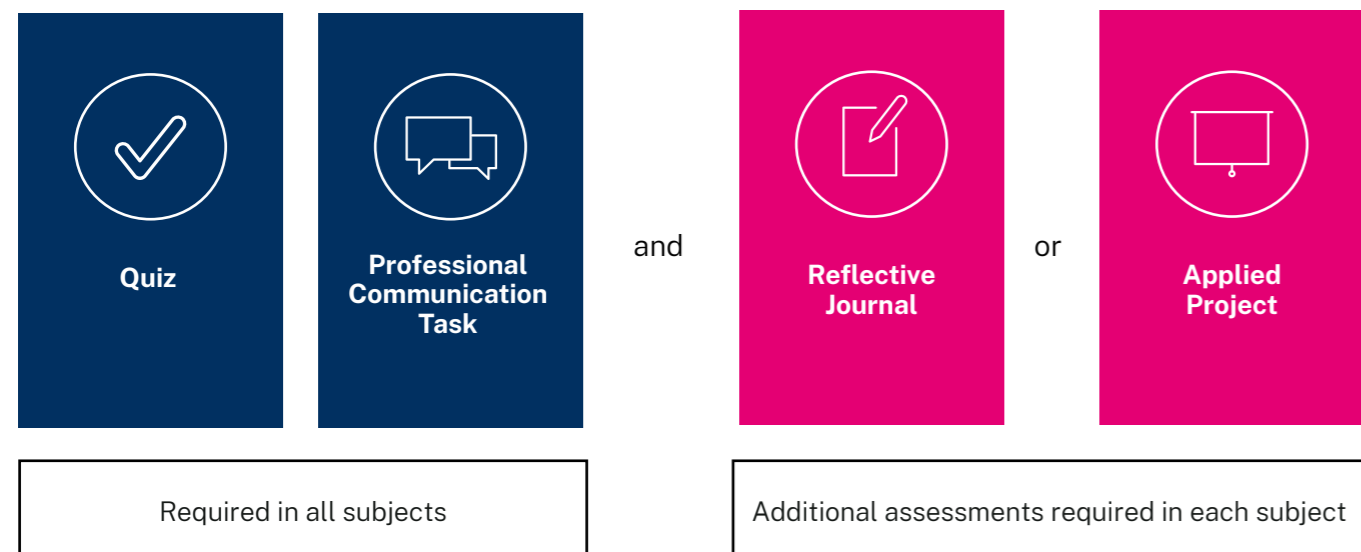 Quiz
Professional
Communication
Task
and
Reflective
Journal
or
Applied
Project
Required in all subjects
Additional assessments required in each subject